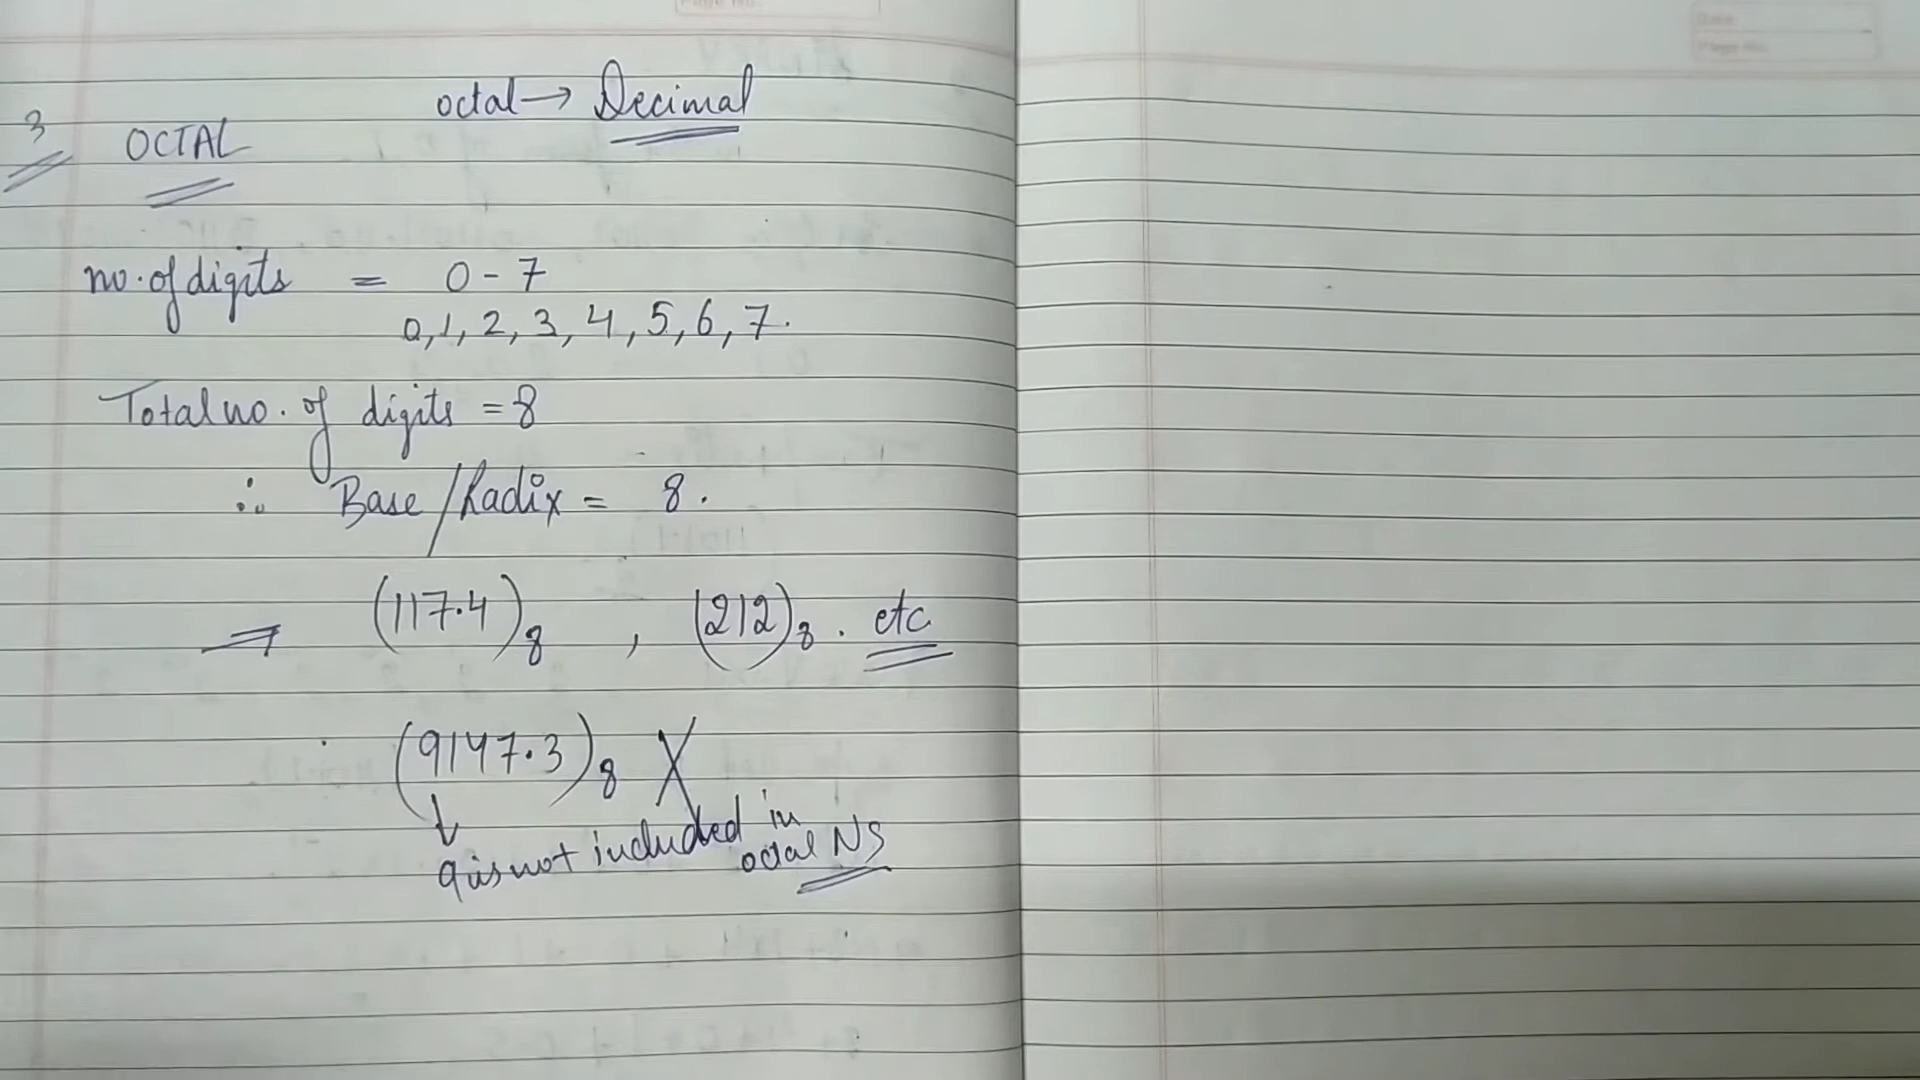 octal → Decimal
3 OCTAL
no. of digits = 0 - 7
0, 1, 2, 3, 4, 5, 6, 7.
Total no. of digits = 8
∴ Base/Radix = 8.
⇒ (117.4)8 , (212)8 . etc
(9147.3)8 X
↓
9 is not included in
octal NS